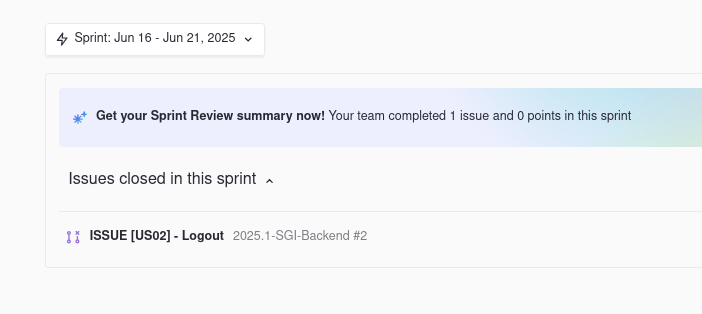 Sprint: Jun 16 - Jun 21, 2025
Get your Sprint Review summary now! Your team completed 1 issue and 0 points in this sprint
Issues closed in this sprint
ISSUE [US02] - Logout 2025.1-SGI-Backend #2